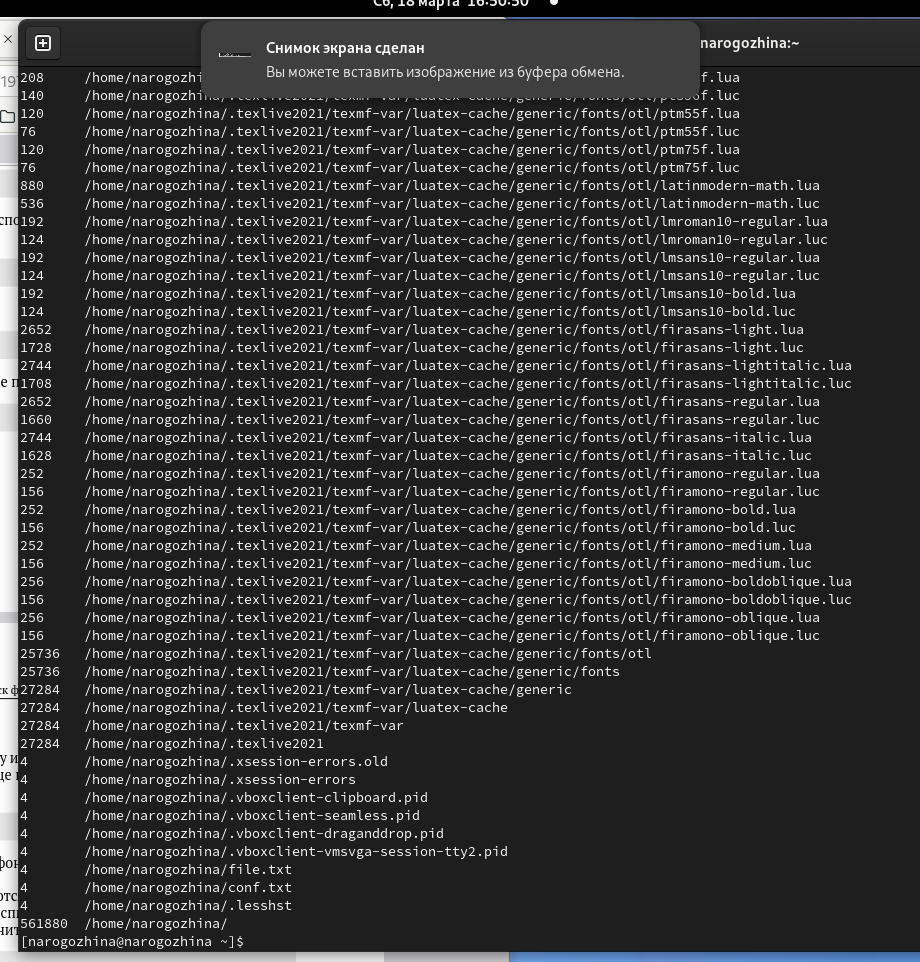 Сб, 18 марта 16:50:50
Снимок экрана сделан
Вы можете вставить изображение из буфера обмена.
narogozhina:~
208 /home/narogozhi f.lua
140 /home/narogozhina/.texlive2021/texmf-var/luatex-cache/generic/fonts/otl/pts56f.luc
120 /home/narogozhina/.texlive2021/texmf-var/luatex-cache/generic/fonts/otl/ptm55f.lua
76 /home/narogozhina/.texlive2021/texmf-var/luatex-cache/generic/fonts/otl/ptm55f.luc
120 /home/narogozhina/.texlive2021/texmf-var/luatex-cache/generic/fonts/otl/ptm75f.lua
76 /home/narogozhina/.texlive2021/texmf-var/luatex-cache/generic/fonts/otl/ptm75f.luc
880 /home/narogozhina/.texlive2021/texmf-var/luatex-cache/generic/fonts/otl/latinmodern-math.lua
536 /home/narogozhina/.texlive2021/texmf-var/luatex-cache/generic/fonts/otl/latinmodern-math.luc
192 /home/narogozhina/.texlive2021/texmf-var/luatex-cache/generic/fonts/otl/lmroman10-regular.lua
124 /home/narogozhina/.texlive2021/texmf-var/luatex-cache/generic/fonts/otl/lmroman10-regular.luc
192 /home/narogozhina/.texlive2021/texmf-var/luatex-cache/generic/fonts/otl/lmsans10-regular.lua
124 /home/narogozhina/.texlive2021/texmf-var/luatex-cache/generic/fonts/otl/lmsans10-regular.luc
192 /home/narogozhina/.texlive2021/texmf-var/luatex-cache/generic/fonts/otl/lmsans10-bold.lua
124 /home/narogozhina/.texlive2021/texmf-var/luatex-cache/generic/fonts/otl/lmsans10-bold.luc
2652 /home/narogozhina/.texlive2021/texmf-var/luatex-cache/generic/fonts/otl/firasans-light.lua
1728 /home/narogozhina/.texlive2021/texmf-var/luatex-cache/generic/fonts/otl/firasans-light.luc
2744 /home/narogozhina/.texlive2021/texmf-var/luatex-cache/generic/fonts/otl/firasans-lightitalic.lua
1708 /home/narogozhina/.texlive2021/texmf-var/luatex-cache/generic/fonts/otl/firasans-lightitalic.luc
2652 /home/narogozhina/.texlive2021/texmf-var/luatex-cache/generic/fonts/otl/firasans-regular.lua
1660 /home/narogozhina/.texlive2021/texmf-var/luatex-cache/generic/fonts/otl/firasans-regular.luc
2744 /home/narogozhina/.texlive2021/texmf-var/luatex-cache/generic/fonts/otl/firasans-italic.lua
1628 /home/narogozhina/.texlive2021/texmf-var/luatex-cache/generic/fonts/otl/firasans-italic.luc
252 /home/narogozhina/.texlive2021/texmf-var/luatex-cache/generic/fonts/otl/firamono-regular.lua
156 /home/narogozhina/.texlive2021/texmf-var/luatex-cache/generic/fonts/otl/firamono-regular.luc
252 /home/narogozhina/.texlive2021/texmf-var/luatex-cache/generic/fonts/otl/firamono-bold.lua
156 /home/narogozhina/.texlive2021/texmf-var/luatex-cache/generic/fonts/otl/firamono-bold.luc
252 /home/narogozhina/.texlive2021/texmf-var/luatex-cache/generic/fonts/otl/firamono-medium.lua
156 /home/narogozhina/.texlive2021/texmf-var/luatex-cache/generic/fonts/otl/firamono-medium.luc
256 /home/narogozhina/.texlive2021/texmf-var/luatex-cache/generic/fonts/otl/firamono-boldoblique.lua
156 /home/narogozhina/.texlive2021/texmf-var/luatex-cache/generic/fonts/otl/firamono-boldoblique.luc
256 /home/narogozhina/.texlive2021/texmf-var/luatex-cache/generic/fonts/otl/firamono-oblique.lua
156 /home/narogozhina/.texlive2021/texmf-var/luatex-cache/generic/fonts/otl/firamono-oblique.luc
25736 /home/narogozhina/.texlive2021/texmf-var/luatex-cache/generic/fonts/otl
25736 /home/narogozhina/.texlive2021/texmf-var/luatex-cache/generic/fonts
27284 /home/narogozhina/.texlive2021/texmf-var/luatex-cache/generic
27284 /home/narogozhina/.texlive2021/texmf-var/luatex-cache
27284 /home/narogozhina/.texlive2021/texmf-var
27284 /home/narogozhina/.texlive2021
4 /home/narogozhina/.xsession-errors.old
4 /home/narogozhina/.xsession-errors
4 /home/narogozhina/.vboxclient-clipboard.pid
4 /home/narogozhina/.vboxclient-seamless.pid
4 /home/narogozhina/.vboxclient-draganddrop.pid
4 /home/narogozhina/.vboxclient-vmsvga-session-tty2.pid
4 /home/narogozhina/file.txt
4 /home/narogozhina/conf.txt
4 /home/narogozhina/.lesshst
561880 /home/narogozhina/
[narogozhina@narogozhina ~]$